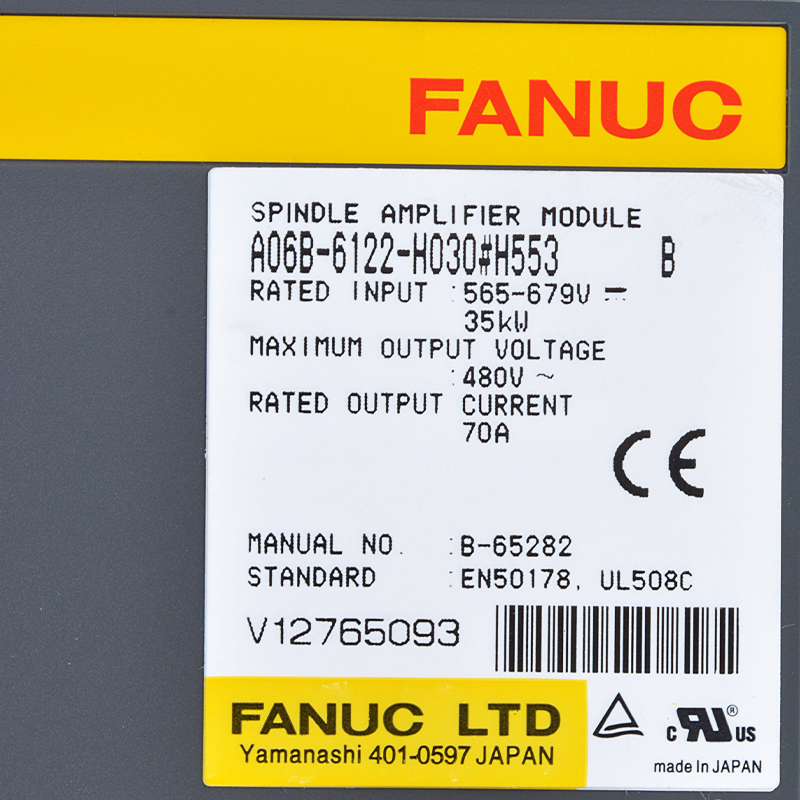 FANUC
SPINDLE AMPLIFIER MODULE
A06B-6122-H030#H553 B
RATED INPUT :565-679V ⎓
35kW
MAXIMUM OUTPUT VOLTAGE
:480V ~
RATED OUTPUT CURRENT
70A
CE
MANUAL NO. :B-65282
STANDARD :EN50178, UL508C
V12765093
FANUC LTD
Yamanashi 401-0597 JAPAN
c RU ® US
made in JAPAN